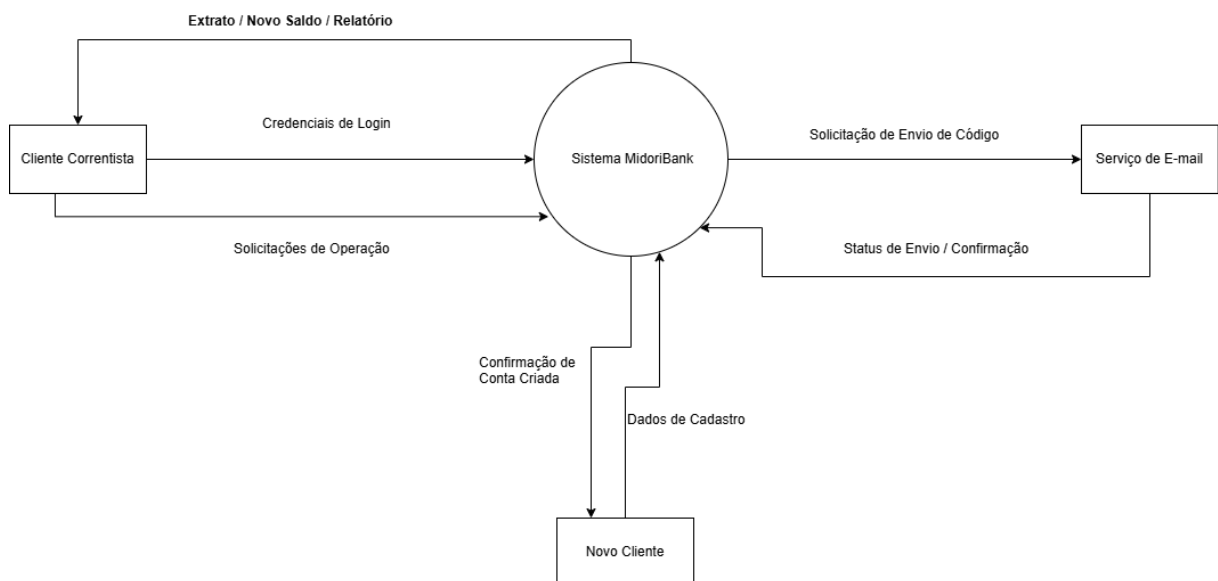 Extrato / Novo Saldo / Relatório
Credenciais de Login
Solicitação de Envio de Código
Cliente Correntista
Sistema MidoriBank
Serviço de E-mail
Solicitações de Operação
Status de Envio / Confirmação
Confirmação de
Conta Criada
Dados de Cadastro
Novo Cliente